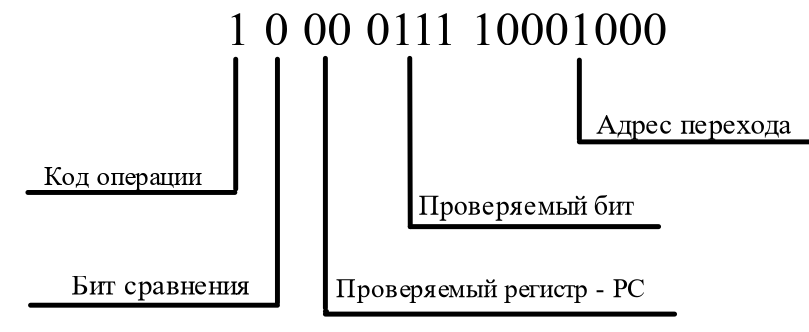 1 0 00 0111 10001000
Адрес перехода
Код операции
Проверяемый бит
Бит сравнения
Проверяемый регистр - РС